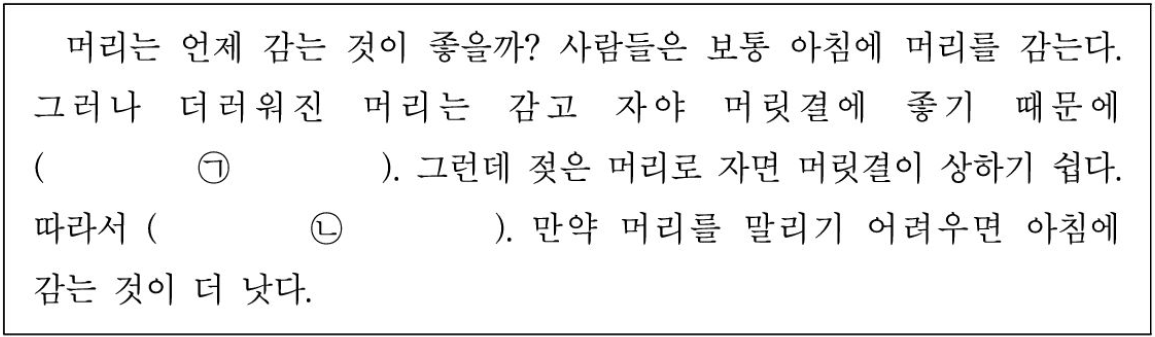 머리는 언제 감는 것이 좋을까? 사람들은 보통 아침에 머리를 감는다.
그러나 더러워진 머리는 감고 자야 머릿결에 좋기 때문에
( ㉠ ). 그런데 젖은 머리로 자면 머릿결이 상하기 쉽다.
따라서 ( ㉡ ). 만약 머리를 말리기 어려우면 아침에
감는 것이 더 낫다.